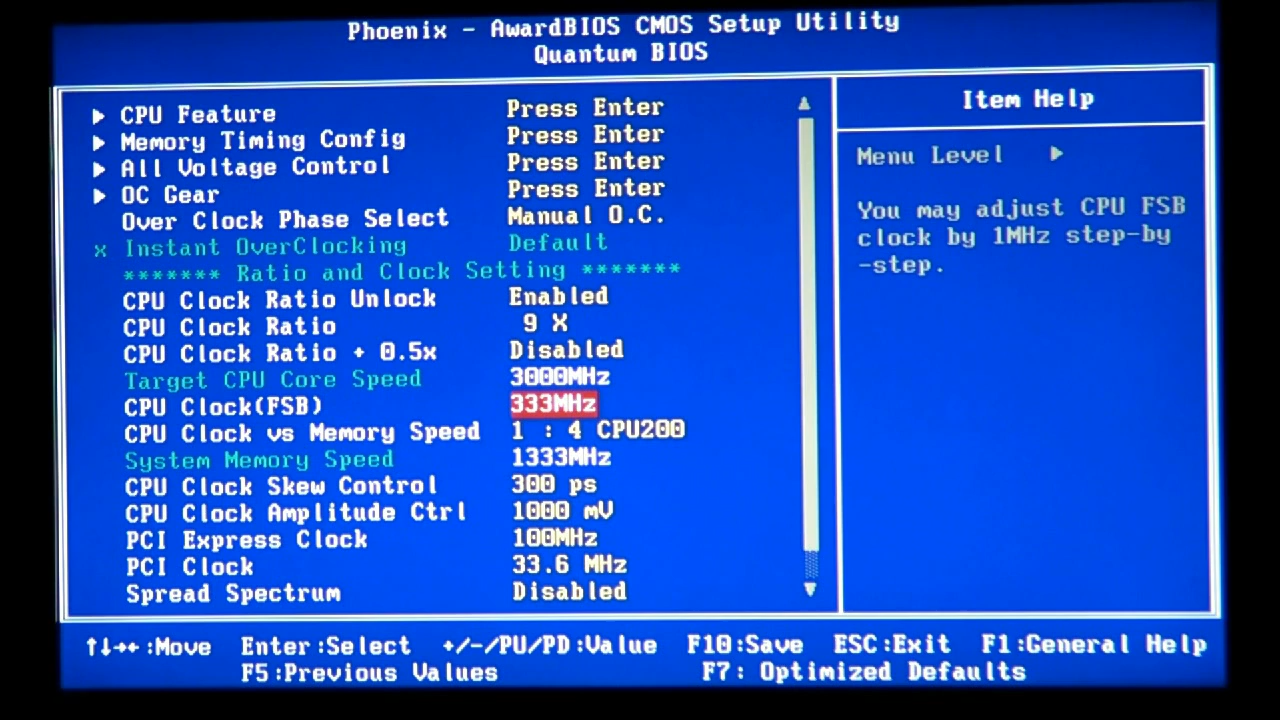 Phoenix - AwardBIOS CMOS Setup Utility
Quantum BIOS
CPU Feature Press Enter
Memory Timing Config Press Enter
All Voltage Control Press Enter
OC Gear Press Enter
Over Clock Phase Select Manual O.C.
x Instant OverClocking Default
******* Ratio and Clock Setting *******
CPU Clock Ratio Unlock Enabled
CPU Clock Ratio 9 X
CPU Clock Ratio + 0.5x Disabled
Target CPU Core Speed 3000MHz
CPU Clock(FSB) 333MHz
CPU Clock vs Memory Speed 1 : 4 CPU200
System Memory Speed 1333MHz
CPU Clock Skew Control 300 ps
CPU Clock Amplitude Ctrl 1000 mV
PCI Express Clock 100MHz
PCI Clock 33.6 MHz
Spread Spectrum Disabled
Item Help
Menu Level
You may adjust CPU FSB
clock by 1MHz step-by
-step.
↑↓→←:Move Enter:Select +/-/PU/PD:Value F10:Save ESC:Exit F1:General Help
F5:Previous Values F7: Optimized Defaults